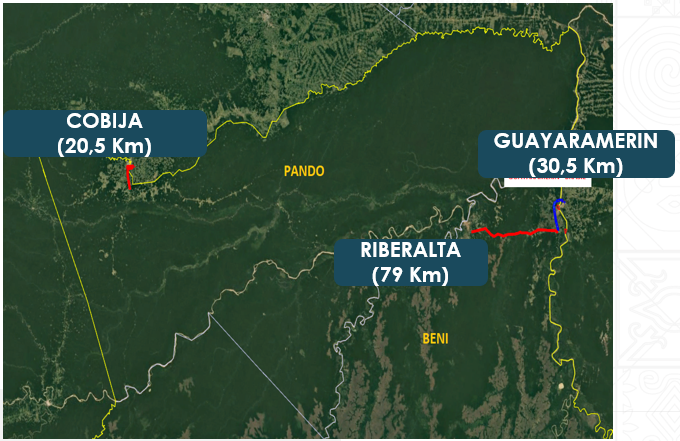 COBIJA
(20,5 Km)
GUAYARAMERIN
(30,5 Km)
PANDO
RIBERALTA
(79 Km)
BENI